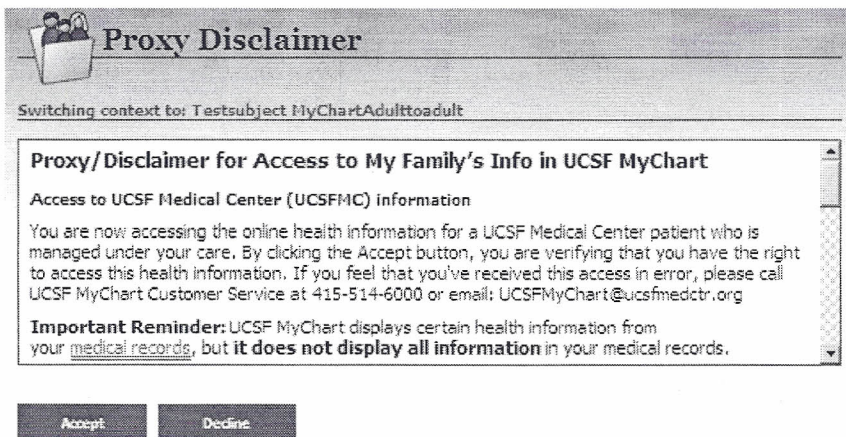 Proxy Disclaimer
Switching context to: Testsubject MyChartAdulttoadult
Proxy/Disclaimer for Access to My Family's Info in UCSF MyChart
Access to UCSF Medical Center (UCSFMC) information
You are now accessing the online health information for a UCSF Medical Center patient who is
managed under your care. By clicking the Accept button, you are verifying that you have the right
to access this health information. If you feel that you've received this access in error, please call
UCSF MyChart Customer Service at 415-514-6000 or email: UCSFMyChart@ucsfmedctr.org
Important Reminder: UCSF MyChart displays certain health information from
your medical records, but it does not display all information in your medical records.
Accept Decline